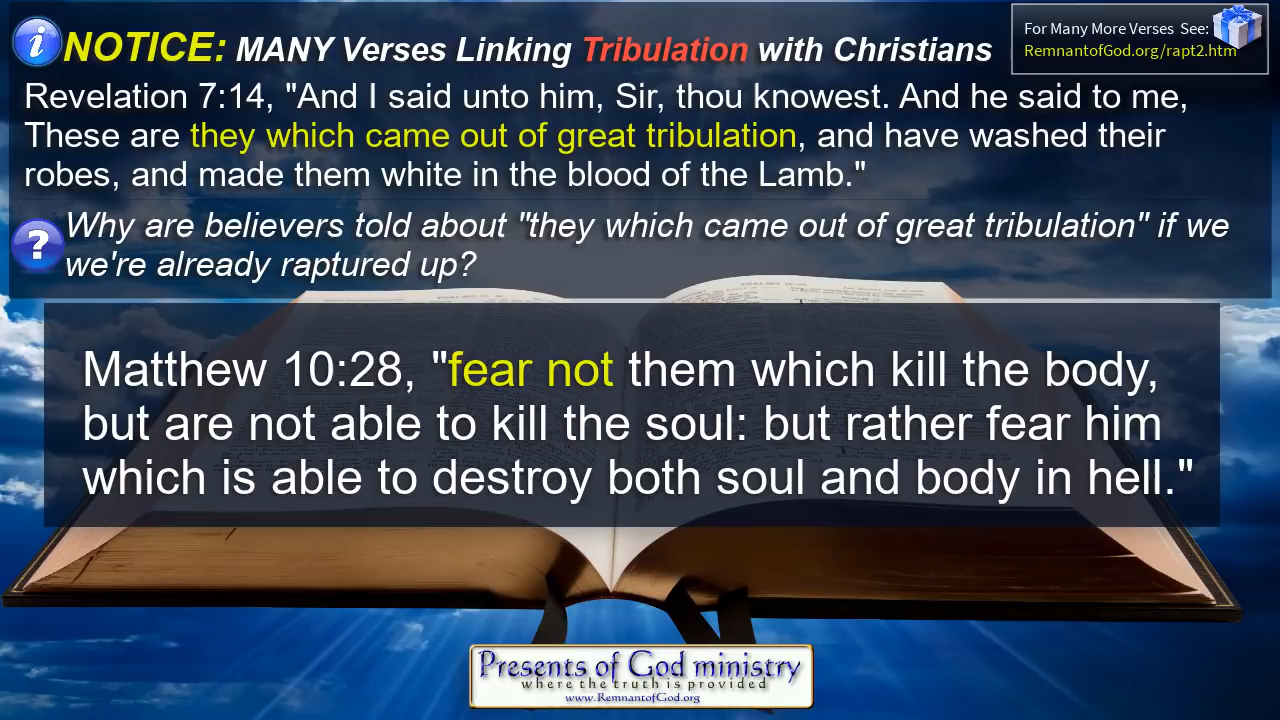 NOTICE: MANY Verses Linking Tribulation with Christians
For Many More Verses See:
RemnantofGod.org/rapt2.htm
Revelation 7:14, "And I said unto him, Sir, thou knowest. And he said to me,
These are they which came out of great tribulation, and have washed their
robes, and made them white in the blood of the Lamb."
?
Why are believers told about "they which came out of great tribulation" if we
we're already raptured up?
Matthew 10:28, "fear not them which kill the body,
but are not able to kill the soul: but rather fear him
which is able to destroy both soul and body in hell."
Presents of God ministry
where the truth is provided
www.RemnantofGod.org